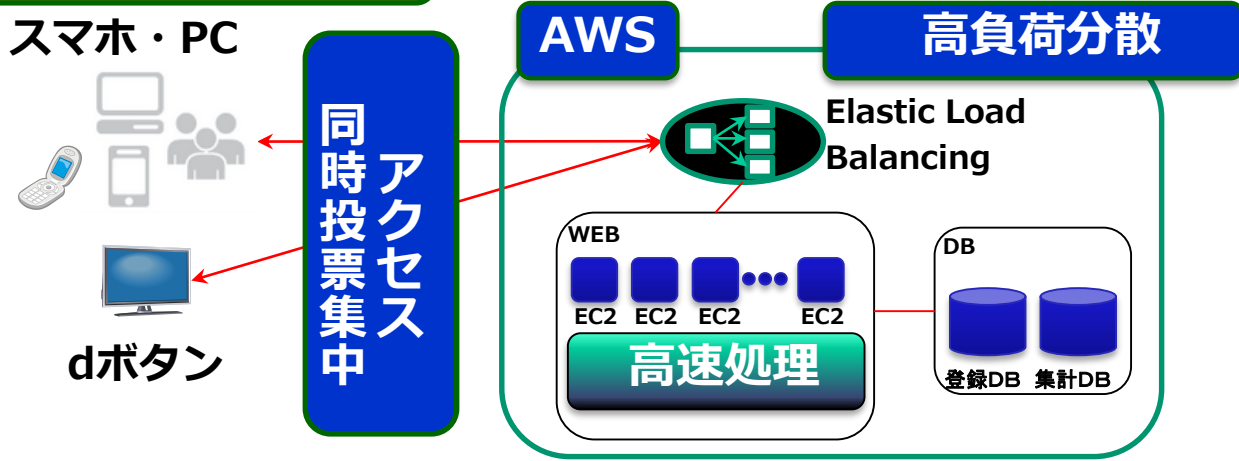 スマホ・PC
dボタン
同時投票集中
アクセス
AWS
高負荷分散
Elastic Load
Balancing
WEB
EC2 EC2 EC2 EC2
高速処理
DB
登録DB 集計DB